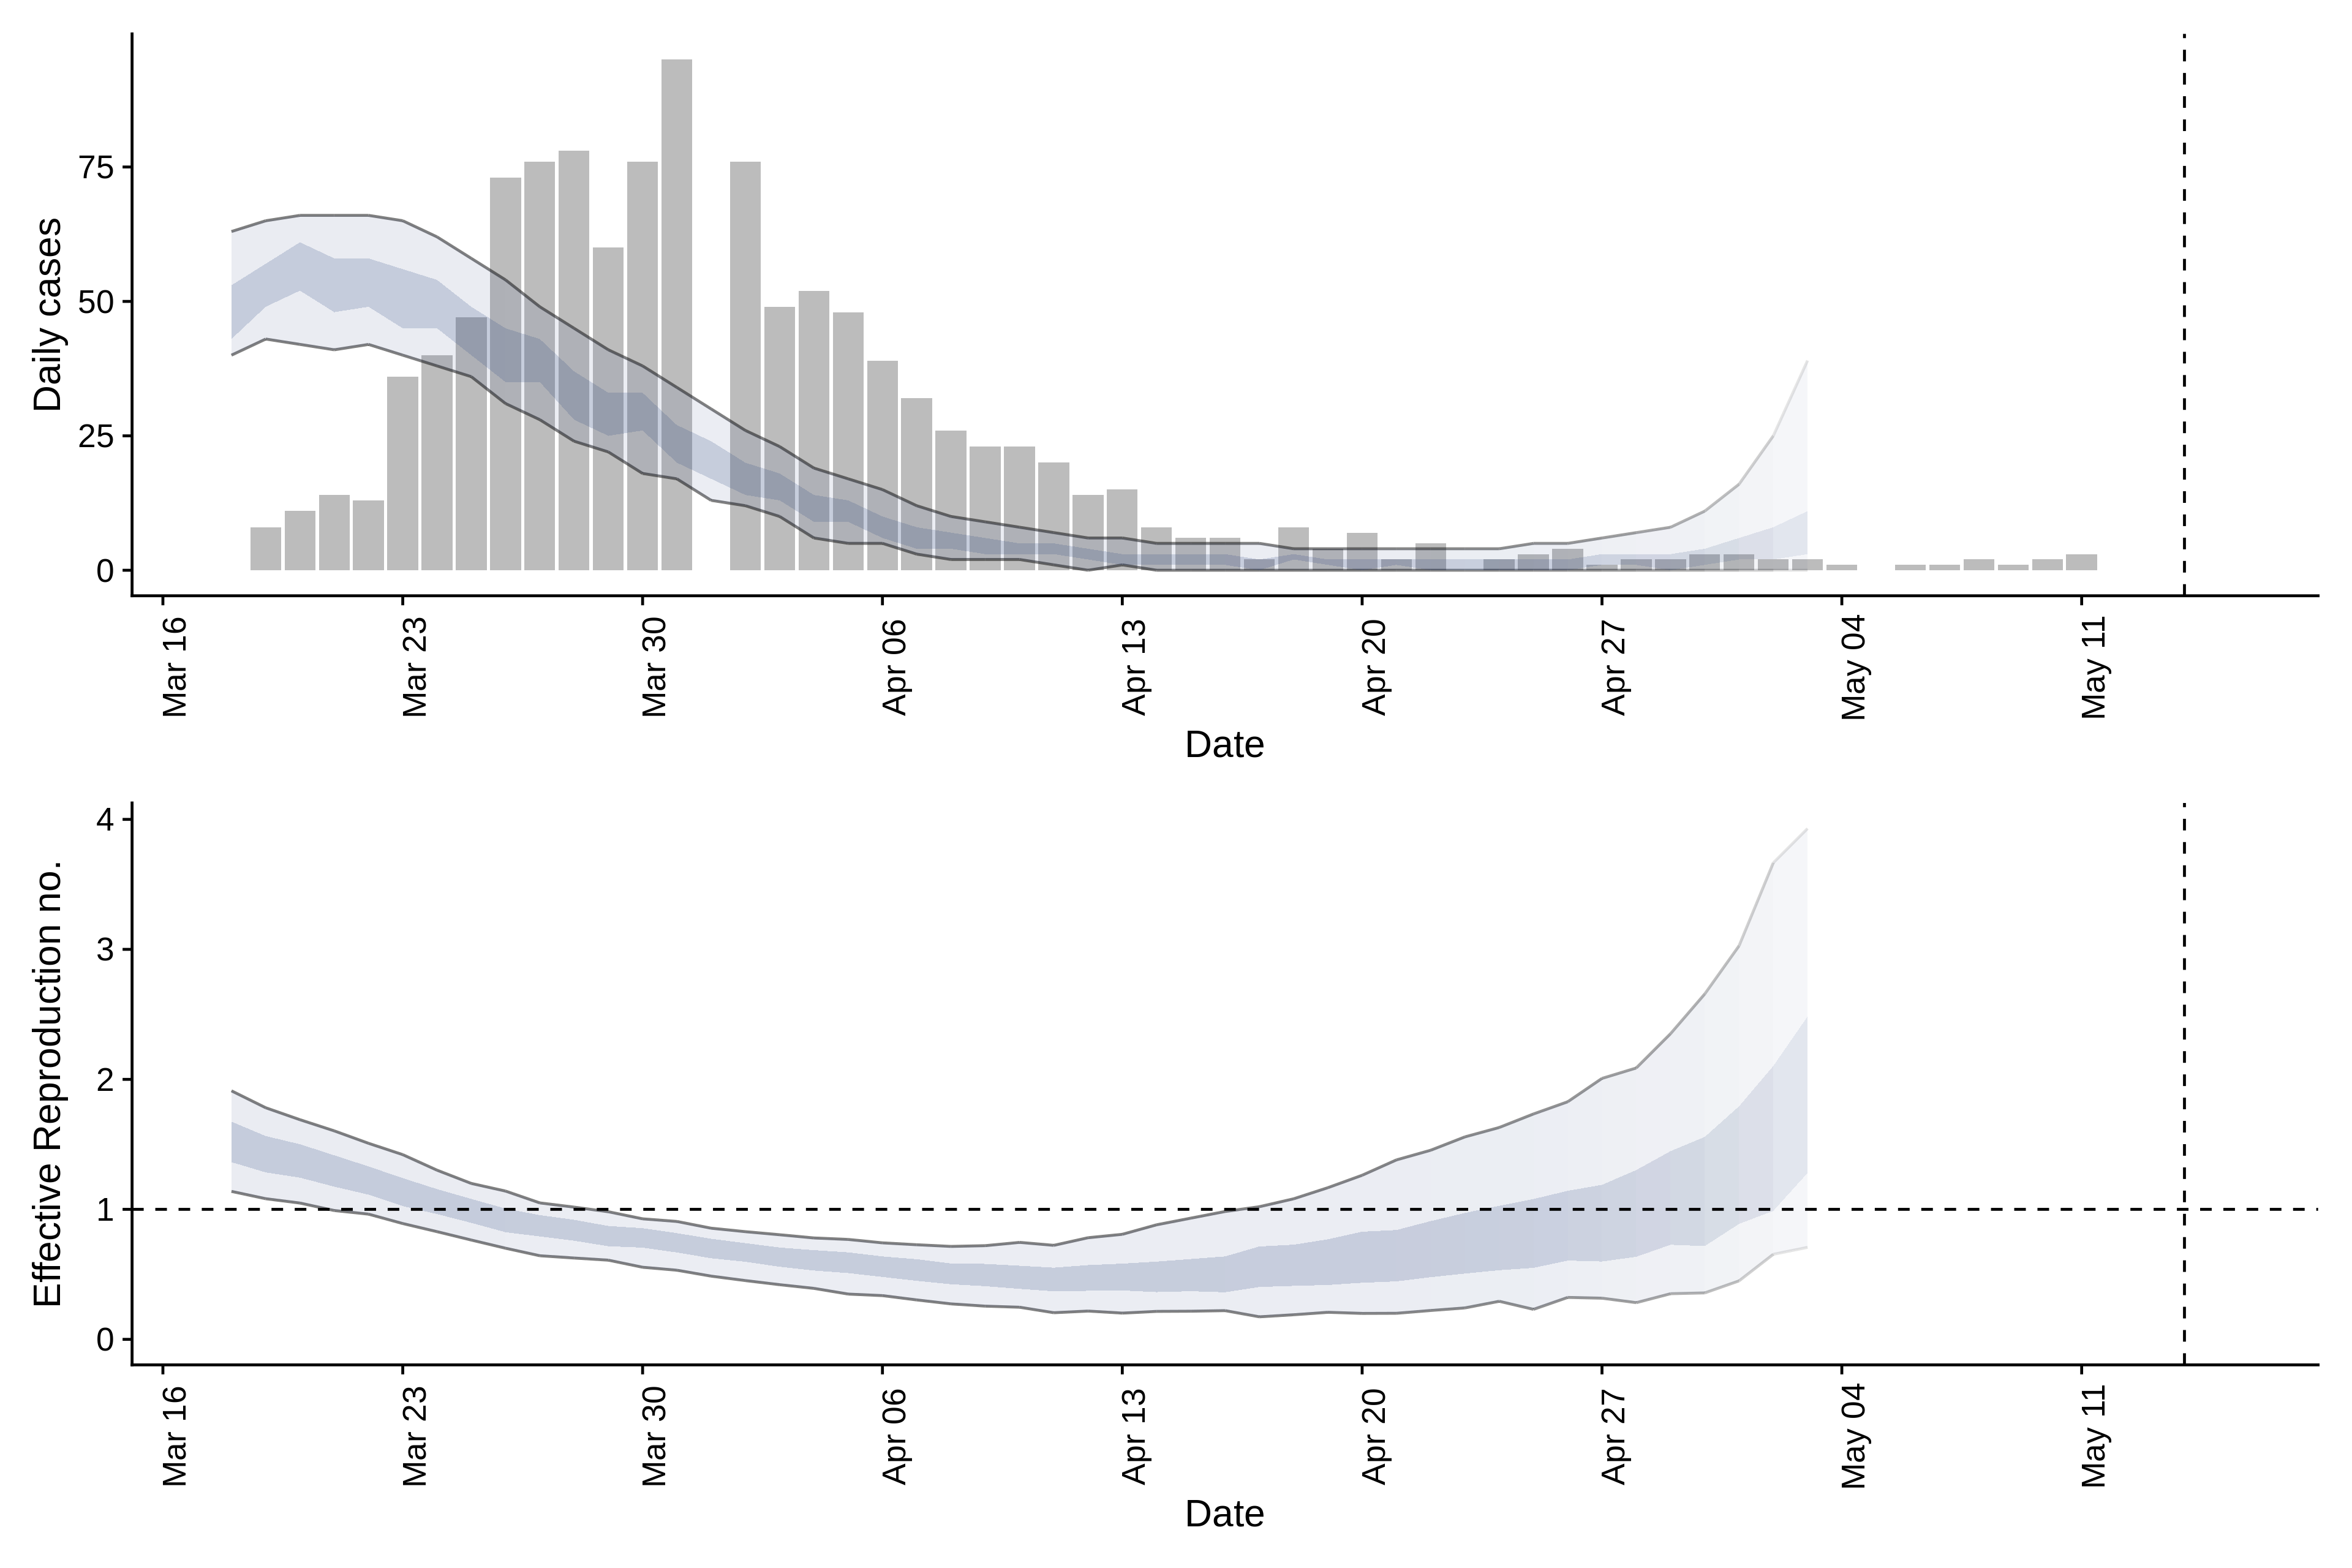 Daily cases
75
50
25
0
Mar 16
Mar 23
Mar 30
Apr 06
Apr 13
Apr 20
Apr 27
May 04
May 11
Date
Effective Reproduction no.
4
3
2
1
0
Mar 16
Mar 23
Mar 30
Apr 06
Apr 13
Apr 20
Apr 27
May 04
May 11
Date